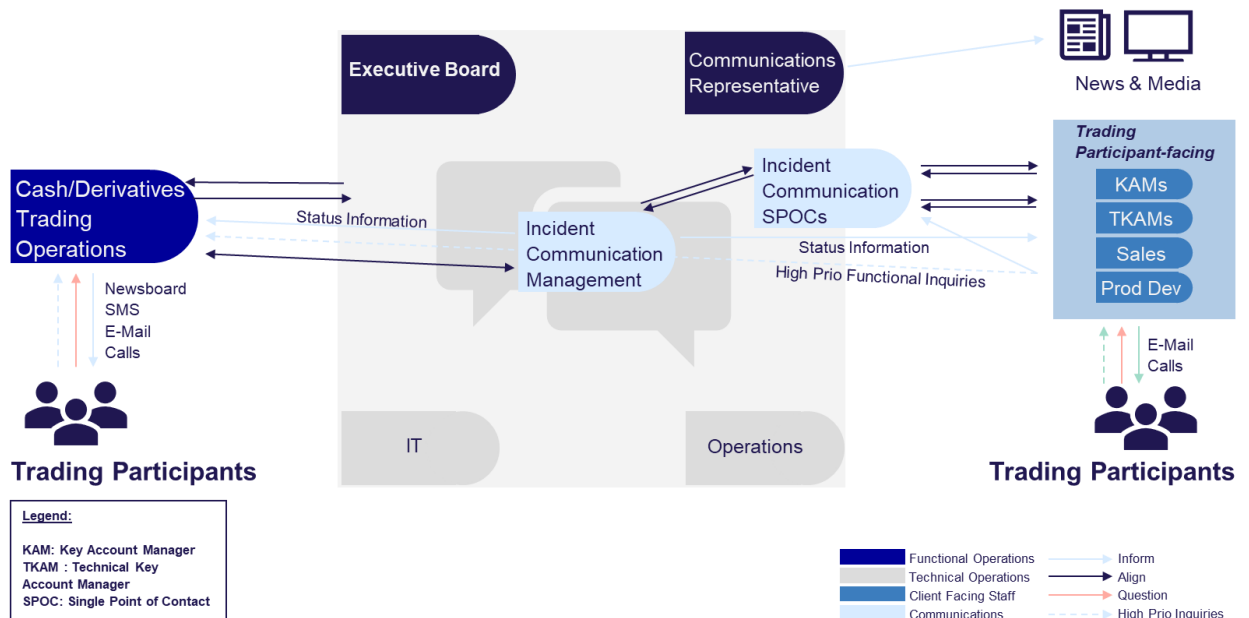 Executive Board
Communications
Representative
News & Media
Trading
Participant-facing
KAMs
TKAMs
Sales
Prod Dev
Cash/Derivatives
Trading
Operations
Status Information
Incident
Communication
SPOCs
Incident
Communication
Management
Status Information
High Prio Functional Inquiries
Newsboard
SMS
E-Mail
Calls
E-Mail
Calls
IT
Operations
Trading Participants
Trading Participants
Legend:
KAM: Key Account Manager
TKAM : Technical Key
Account Manager
SPOC: Single Point of Contact
Functional Operations
Technical Operations
Client Facing Staff
Communications
Inform
Align
Question
High Prio Inquiries